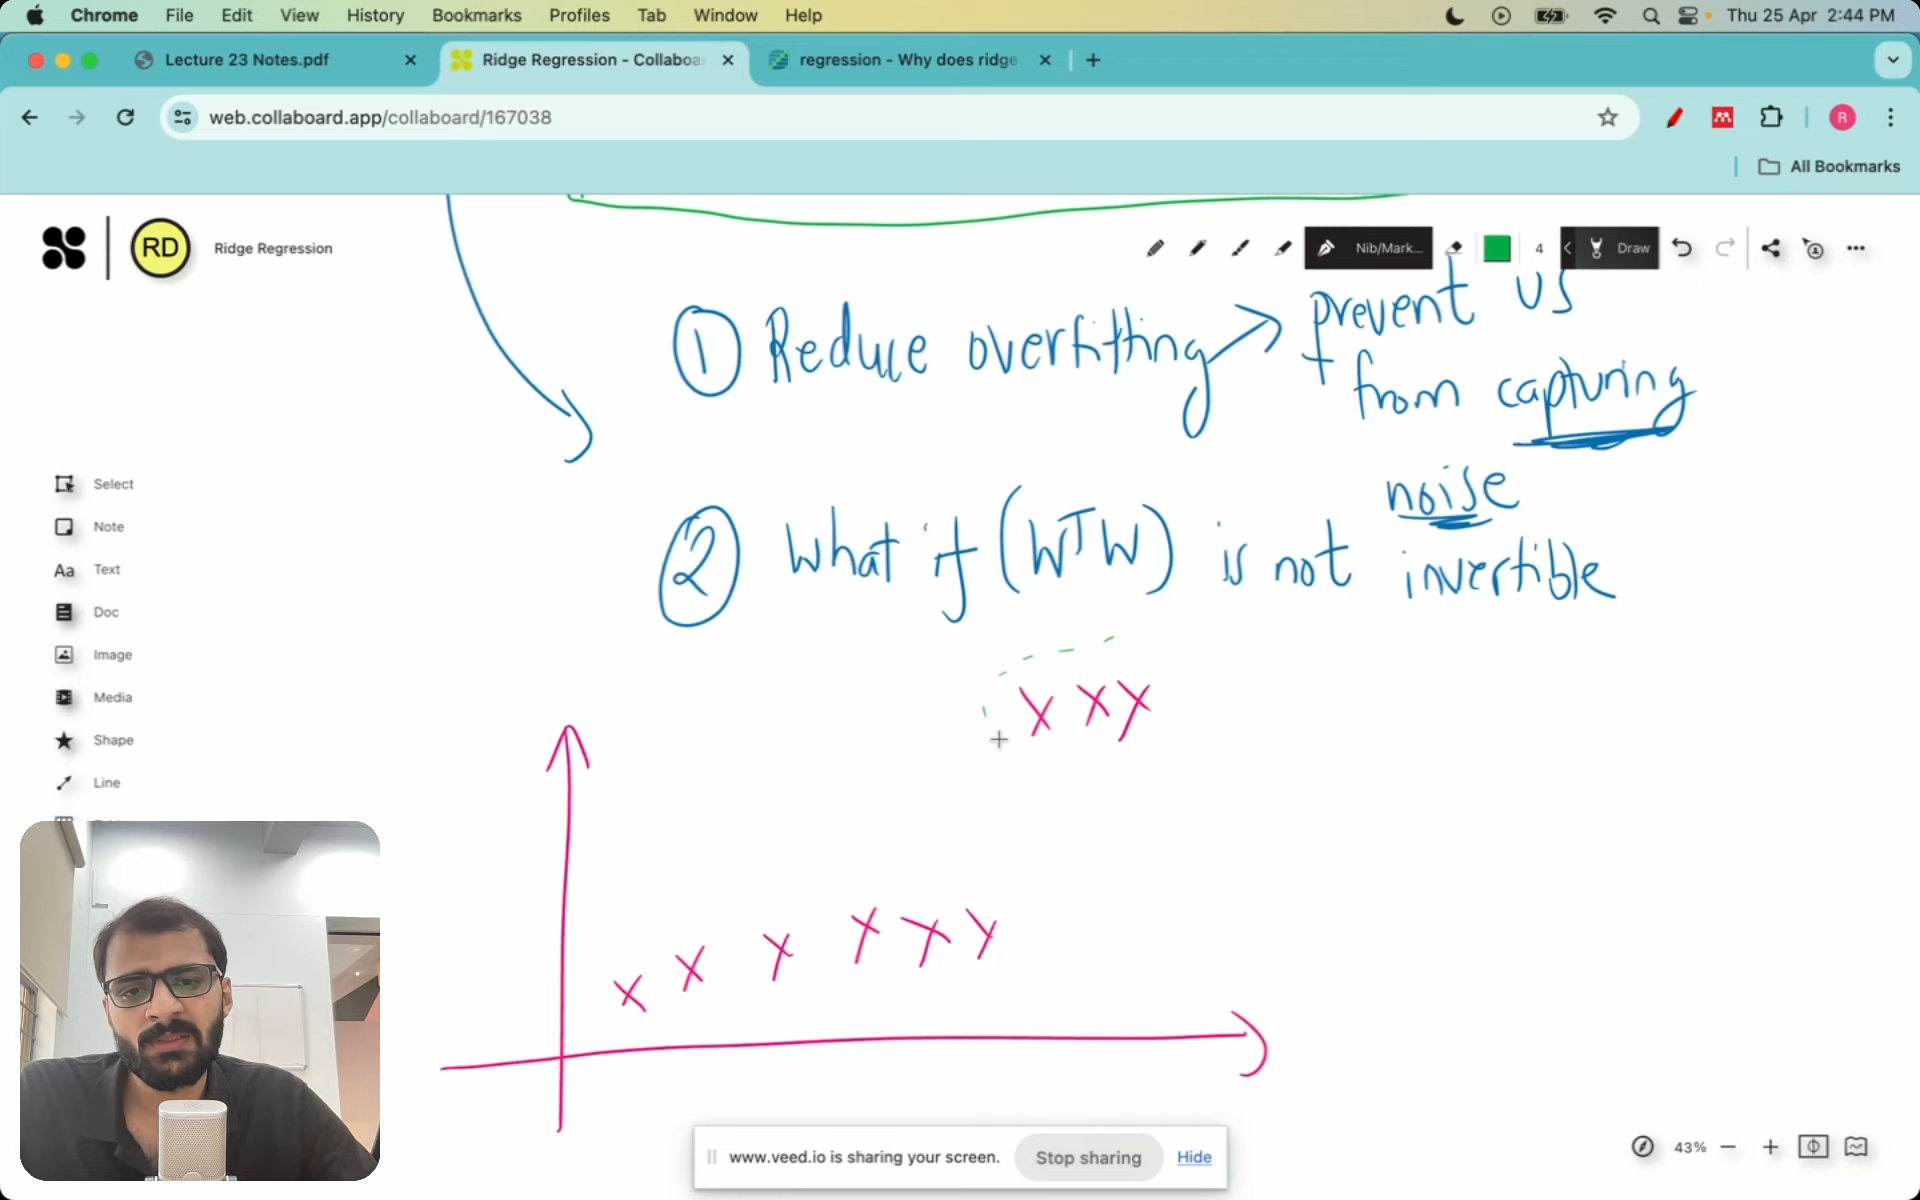 Chrome File Edit View History Bookmarks Profiles Tab Window Help Thu 25 Apr 2:44 PM
Lecture 23 Notes.pdf Ridge Regression - Collaboa regression - Why does ridge
web.collaboard.app/collaboard/167038 R
All Bookmarks
RD Ridge Regression Nib/Mark... 4 Draw
① Reduce overfitting → prevent us
from capturing
noise
② What if (WᵀW) is not invertible
Select
Note
Aa Text
Doc
Image
Media
Shape
Line
x x x
x x x x x x
www.veed.io is sharing your screen. Stop sharing Hide
43%